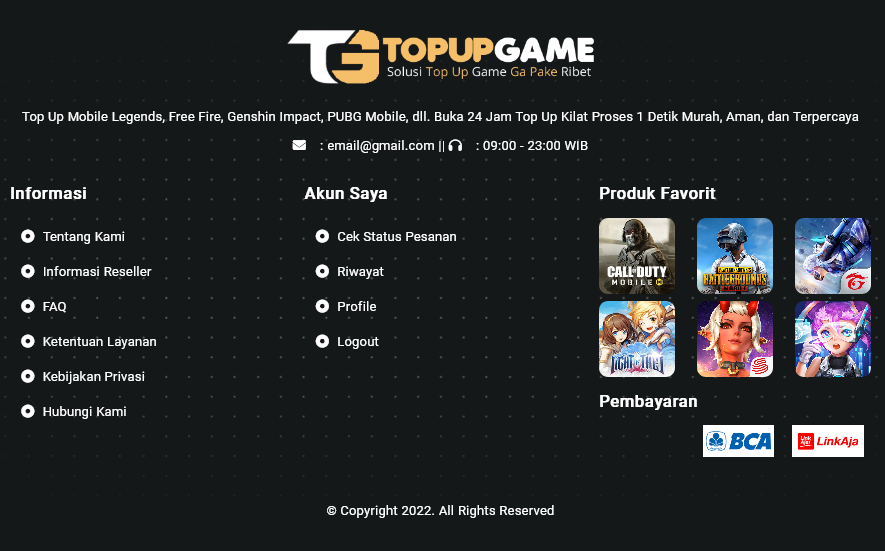 TG TOPUPGAME
Solusi Top Up Game Ga Pake Ribet
Top Up Mobile Legends, Free Fire, Genshin Impact, PUBG Mobile, dll. Buka 24 Jam Top Up Kilat Proses 1 Detik Murah, Aman, dan Terpercaya
: email@gmail.com || : 09:00 - 23:00 WIB
Informasi
Tentang Kami
Informasi Reseller
FAQ
Ketentuan Layanan
Kebijakan Privasi
Hubungi Kami
Akun Saya
Cek Status Pesanan
Riwayat
Profile
Logout
Produk Favorit
CALL OF DUTY
MOBILE
BATTLEGROUNDS
LIGHT OF THEL
Pembayaran
BCA
LinkAja
LinkAja
© Copyright 2022. All Rights Reserved